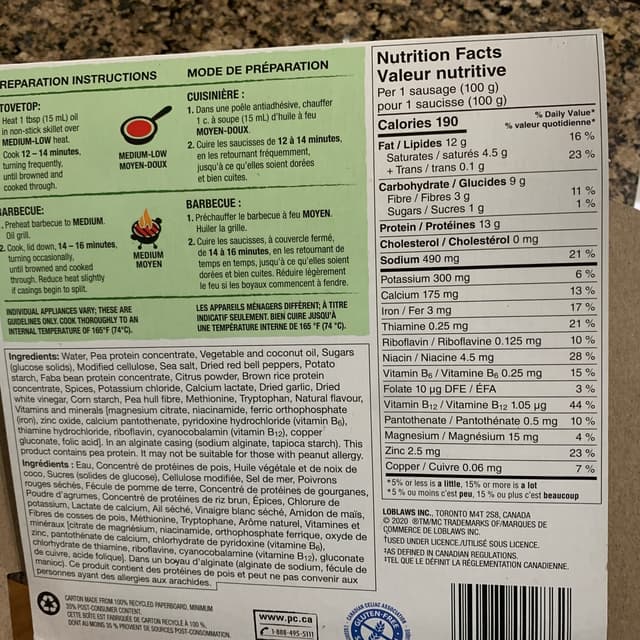 REPARATION INSTRUCTIONS
TOVETOP:
Heat 1 tbsp (15 mL) oil
in non-stick skillet over
MEDIUM-LOW heat.
Cook 12 – 14 minutes,
turning frequently,
until browned and
cooked through.
MEDIUM-LOW
MOYEN-DOUX
ARBECUE:
Preheat barbecue to MEDIUM.
Oil grill.
2. Cook, lid down, 14 – 16 minutes,
turning occasionally,
until browned and cooked
through. Reduce heat slightly
if casings begin to split.
MEDIUM
MOYEN
INDIVIDUAL APPLIANCES VARY; THESE ARE
GUIDELINES ONLY. COOK THOROUGHLY TO AN
INTERNAL TEMPERATURE OF 165°F (74°C).
MODE DE PRÉPARATION
CUISINIÈRE :
1. Dans une poêle antiadhésive, chauffer
1 c. à soupe (15 mL) d'huile à feu
MOYEN-DOUX.
2. Cuire les saucisses de 12 à 14 minutes,
en les retournant fréquemment,
jusqu'à ce qu'elles soient dorées
et bien cuites.
BARBECUE :
1. Préchauffer le barbecue à feu MOYEN.
Huiler la grille.
2. Cuire les saucisses, à couvercle fermé,
de 14 à 16 minutes, en les retournant de
temps en temps, jusqu'à ce qu'elles soient
dorées et bien cuites. Réduire légèrement
le feu si les boyaux commencent à fendre.
LES APPAREILS MÉNAGERS DIFFÈRENT; À TITRE
INDICATIF SEULEMENT. BIEN CUIRE JUSQU'À
UNE TEMPÉRATURE INTERNE DE 165 °F (74 °C).
Ingredients: Water, Pea protein concentrate, Vegetable and coconut oil, Sugars
(glucose solids), Modified cellulose, Sea salt, Dried red bell peppers, Potato
starch, Faba bean protein concentrate, Citrus powder, Brown rice protein
concentrate, Spices, Potassium chloride, Calcium lactate, Dried garlic, Dried
white vinegar, Corn starch, Pea hull fibre, Methionine, Tryptophan, Natural flavour,
Vitamins and minerals [magnesium citrate, niacinamide, ferric orthophosphate
(iron), zinc oxide, calcium pantothenate, pyridoxine hydrochloride (vitamin B6),
thiamine hydrochloride, riboflavin, cyanocobalamin (vitamin B12), copper
gluconate, folic acid]. In an alginate casing (sodium alginate, tapioca starch). This
product contains pea protein. It may not be suitable for those with peanut allergy.
Ingrédients : Eau, Concentré de protéines de pois, Huile végétale et de noix de
coco, Sucres (solides de glucose), Cellulose modifiée, Sel de mer, Poivrons
rouges séchés, Fécule de pomme de terre, Concentré de protéines de gourganes,
Poudre d'agrumes, Concentré de protéines de riz brun, Épices, Chlorure de
potassium, Lactate de calcium, Ail séché, Vinaigre blanc séché, Amidon de maïs,
Fibres de cosses de pois, Méthionine, Tryptophane, Arôme naturel, Vitamines et
minéraux [citrate de magnésium, niacinamide, orthophosphate ferrique, oxyde de
zinc, pantothénate de calcium, chlorhydrate de pyridoxine (vitamine B6),
chlorhydrate de thiamine, riboflavine, cyanocobalamine (vitamine B12), gluconate
de cuivre, acide folique]. Dans un boyau d'alginate (alginate de sodium, fécule de
manioc). Ce produit contient des protéines de pois et peut ne pas convenir aux
personnes ayant des allergies aux arachides.
CARTON MADE FROM 100% RECYCLED PAPERBOARD, MINIMUM
35% POST-CONSUMER CONTENT.
CETTE BOÎTE EST FABRIQUÉE DE CARTON RECYCLÉ À 100 %,
DONT AU MOINS 35 % PROVIENT DE SOURCES POST-CONSOMMATION.
www.pc.ca
1-888-495-5111
CANADIAN CELIAC ASSOCIATION
GLUTEN-FREE
Nutrition Facts
Valeur nutritive
Per 1 sausage (100 g)
pour 1 saucisse (100 g)
Calories 190
% Daily Value*
% valeur quotidienne*
Fat / Lipides 12 g 16 %
Saturates / saturés 4.5 g 23 %
+ Trans / trans 0.1 g
Carbohydrate / Glucides 9 g
Fibre / Fibres 3 g 11 %
Sugars / Sucres 1 g 1 %
Protein / Protéines 13 g
Cholesterol / Cholestérol 0 mg
Sodium 490 mg 21 %
Potassium 300 mg 6 %
Calcium 175 mg 13 %
Iron / Fer 3 mg 17 %
Thiamine 0.25 mg 21 %
Riboflavin / Riboflavine 0.125 mg 10 %
Niacin / Niacine 4.5 mg 28 %
Vitamin B6 / Vitamine B6 0.25 mg 15 %
Folate 10 µg DFE / ÉFA 3 %
Vitamin B12 / Vitamine B12 1.05 µg 44 %
Pantothenate / Pantothénate 0.5 mg 10 %
Magnesium / Magnésium 15 mg 4 %
Zinc 2.5 mg 23 %
Copper / Cuivre 0.06 mg 7 %
*5% or less is a little, 15% or more is a lot
*5 % ou moins c'est peu, 15 % ou plus c'est beaucoup
LOBLAWS INC., TORONTO M4T 2S8, CANADA
© 2020 ®TM/MC TRADEMARKS OF/MARQUES DE
COMMERCE DE LOBLAWS INC.
†USED UNDER LICENCE./UTILISÉ SOUS LICENCE.
‡AS DEFINED IN CANADIAN REGULATIONS.
‡TEL QUE LE DÉFINIT LA RÉGLEMENTATION CANADIENNE.